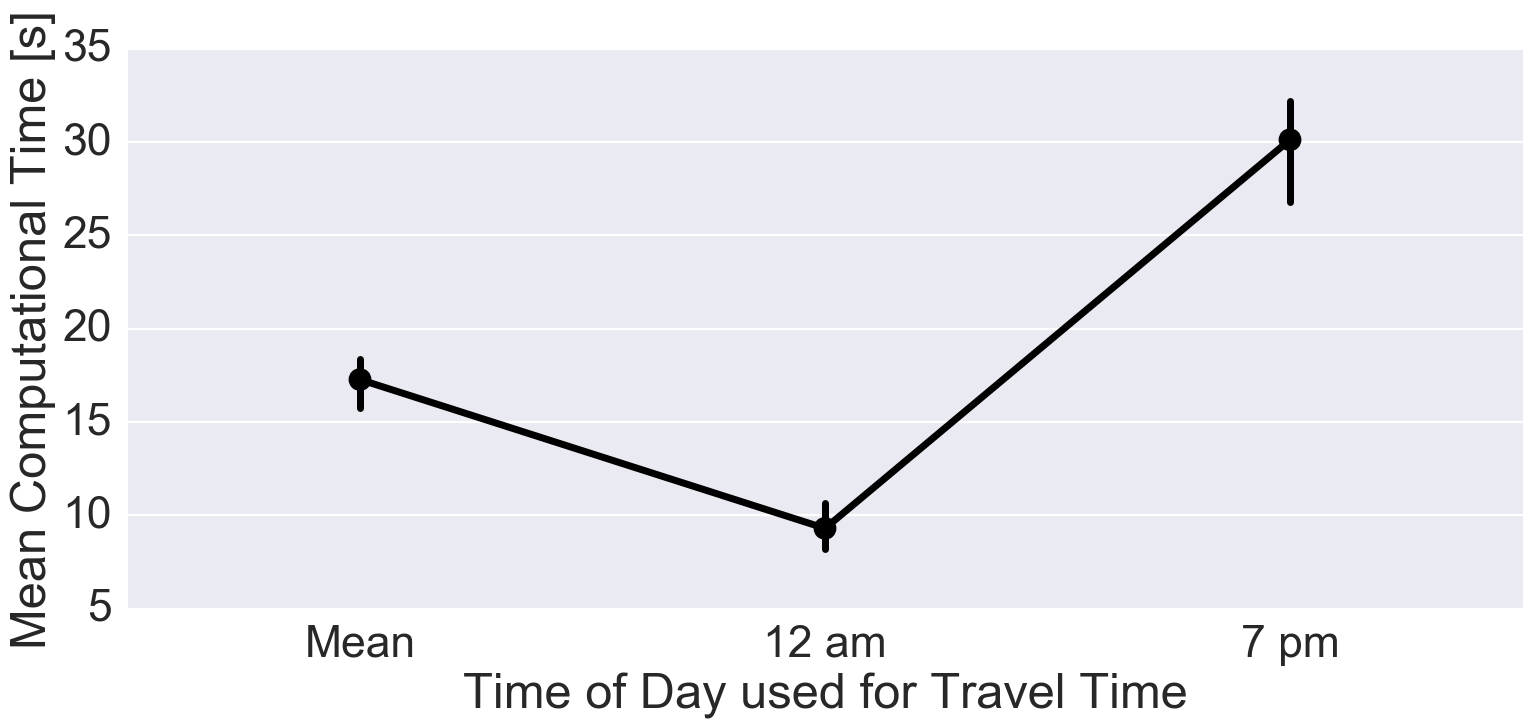 Mean Computational Time [s]
35
30
25
20
15
10
5
Mean
12 am
7 pm
Time of Day used for Travel Time